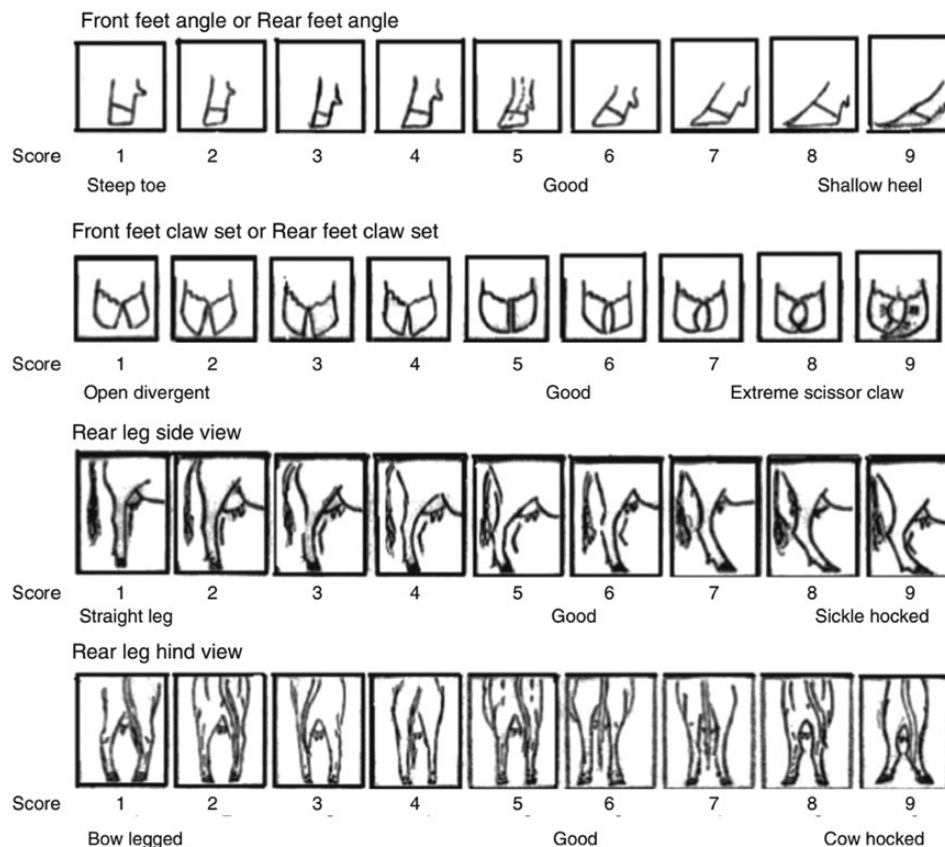 Front feet angle or Rear feet angle
Score 1 2 3 4 5 6 7 8 9
Steep toe Good Shallow heel
Front feet claw set or Rear feet claw set
Score 1 2 3 4 5 6 7 8 9
Open divergent Good Extreme scissor claw
Rear leg side view
Score 1 2 3 4 5 6 7 8 9
Straight leg Good Sickle hocked
Rear leg hind view
Score 1 2 3 4 5 6 7 8 9
Bow legged Good Cow hocked